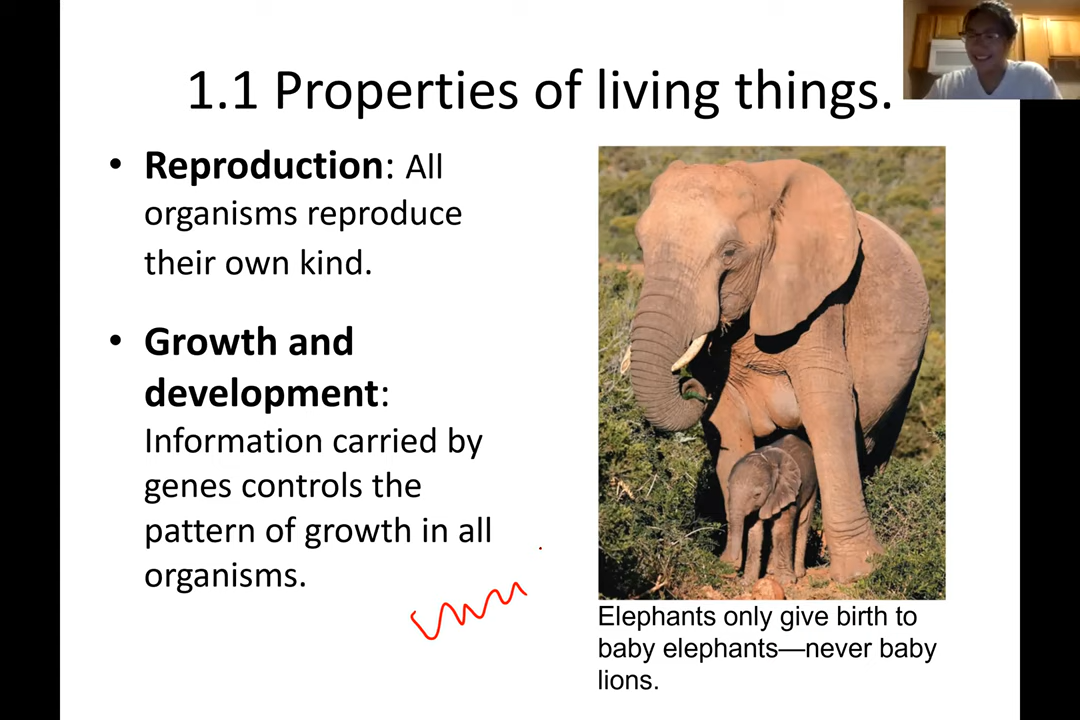 1.1 Properties of living things.
• Reproduction: All
organisms reproduce
their own kind.
• Growth and
development:
Information carried by
genes controls the
pattern of growth in all
organisms.
Elephants only give birth to
baby elephants—never baby
lions.